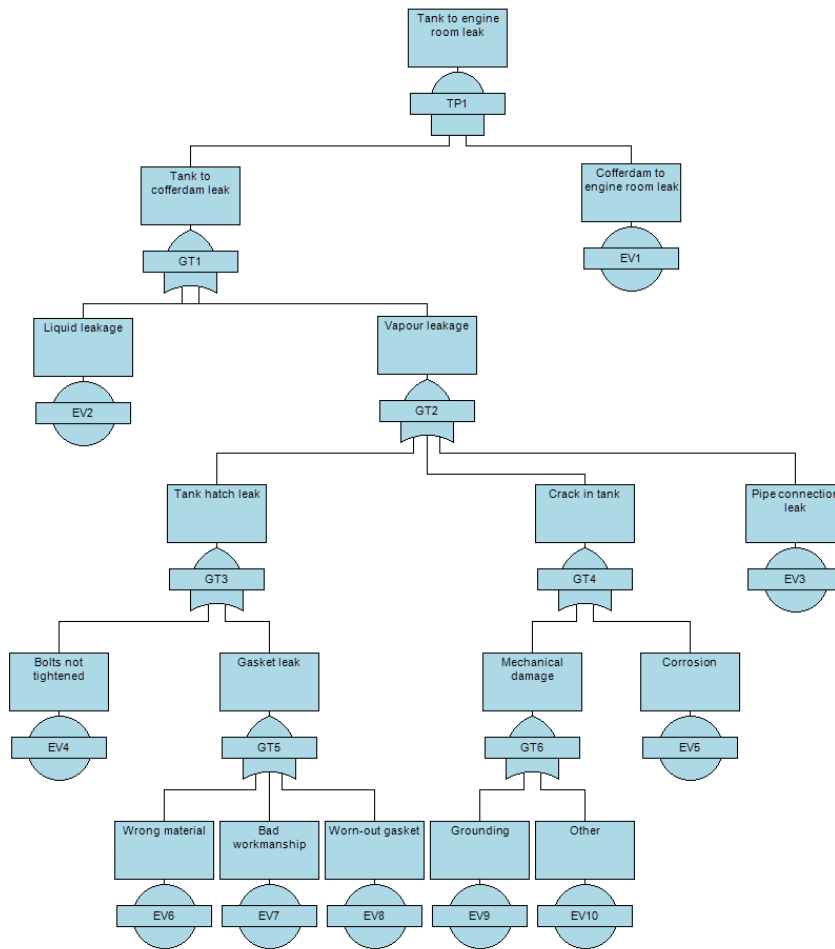 Tank to engine
room leak
TP1
Tank to
cofferdam leak
GT1
Cofferdam to
engine room leak
EV1
Liquid leakage
EV2
Vapour leakage
GT2
Tank hatch leak
GT3
Crack in tank
GT4
Pipe connection
leak
EV3
Bolts not
tightened
EV4
Gasket leak
GT5
Mechanical
damage
GT6
Corrosion
EV5
Wrong material
EV6
Bad
workmanship
EV7
Worn-out gasket
EV8
Grounding
EV9
Other
EV10